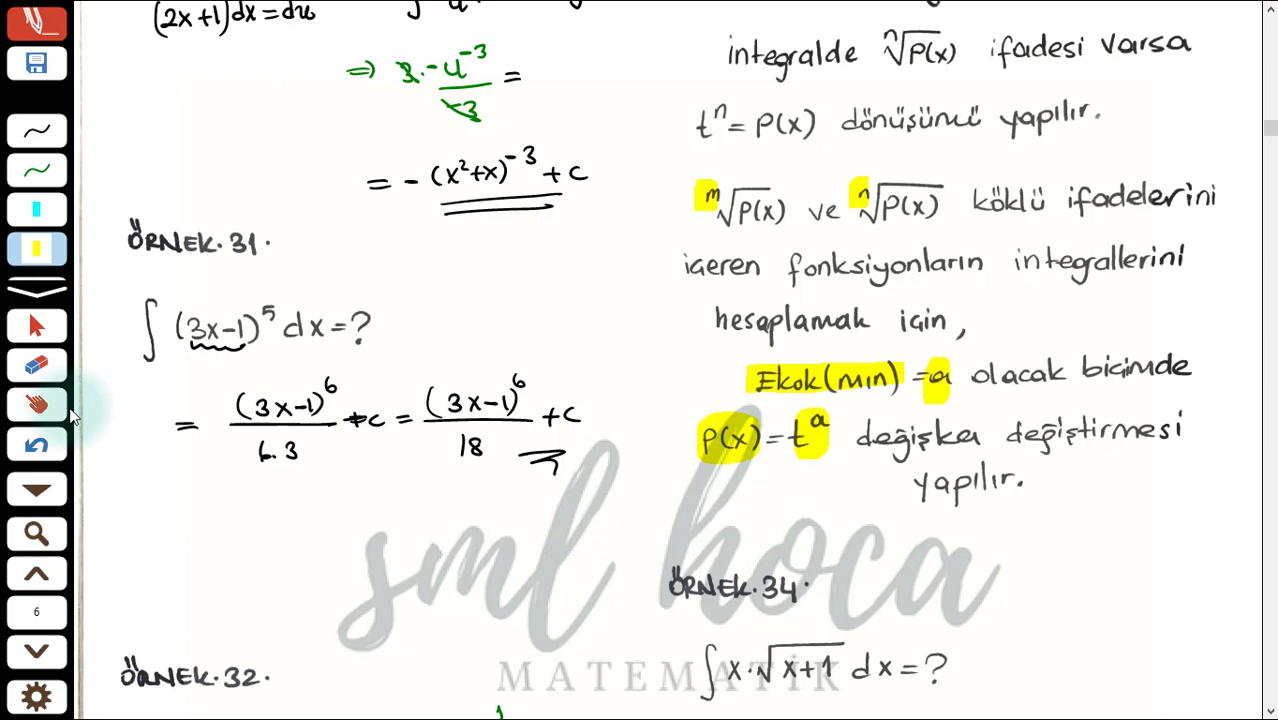 (2x+1)dx=du
⇒ 3.-u⁻³/-3 =
= -(x²+x)⁻³+c
ÖRNEK.31.
∫(3x-1)⁵dx=?
= (3x-1)⁶/6.3 +c = (3x-1)⁶/18 +c
ÖRNEK.32.
integralde ⁿ√P(x) ifadesi varsa
tⁿ=P(x) dönüşümü yapılır.
ᵐ√P(x) ve ⁿ√P(x) köklü ifadelerini
içeren fonksiyonların integrallerini
hesaplamak için,
Ekok(m,n)=a olacak biçimde
P(x)=tᵃ değişken değiştirmesi
yapılır.
ÖRNEK.34.
∫x.√x+1 dx=?
sml hoca
MATEMATİK
6